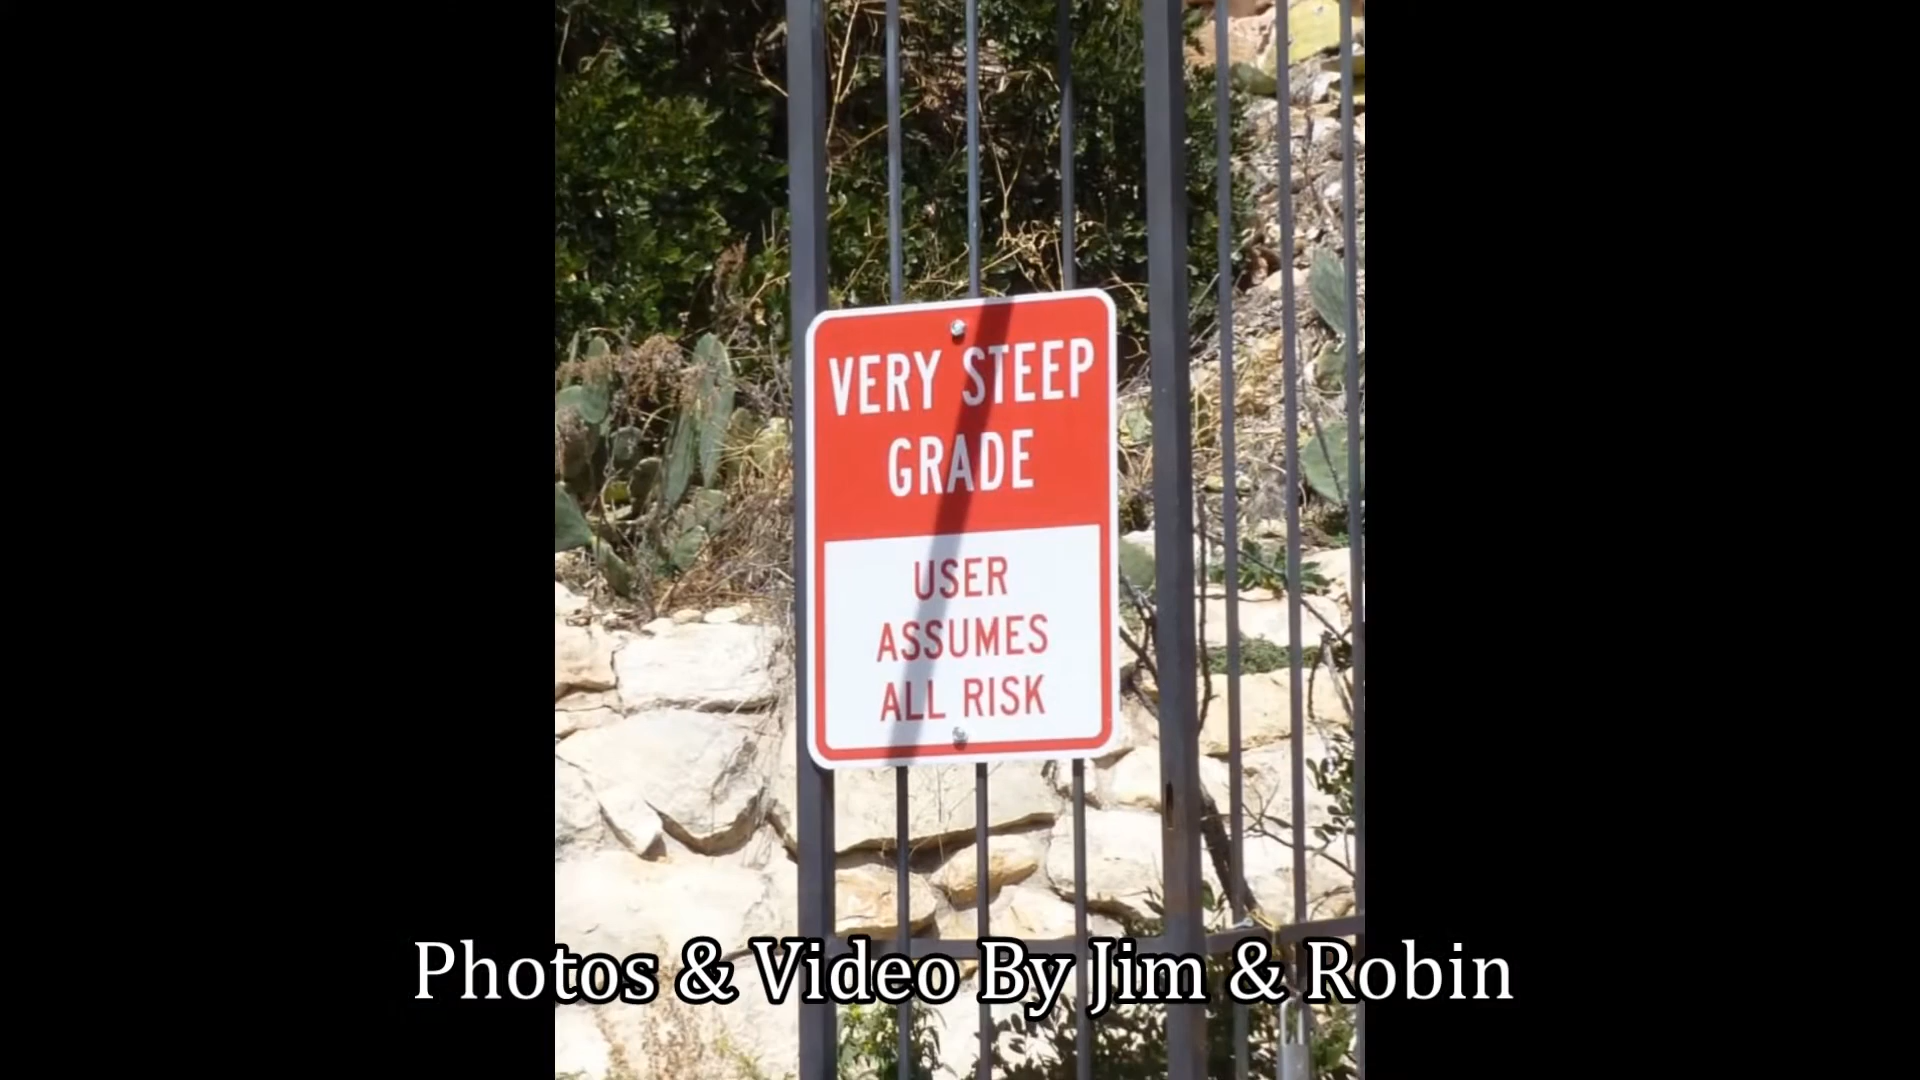 VERY STEEP
GRADE
USER
ASSUMES
ALL RISK
Photos & Video By Jim & Robin